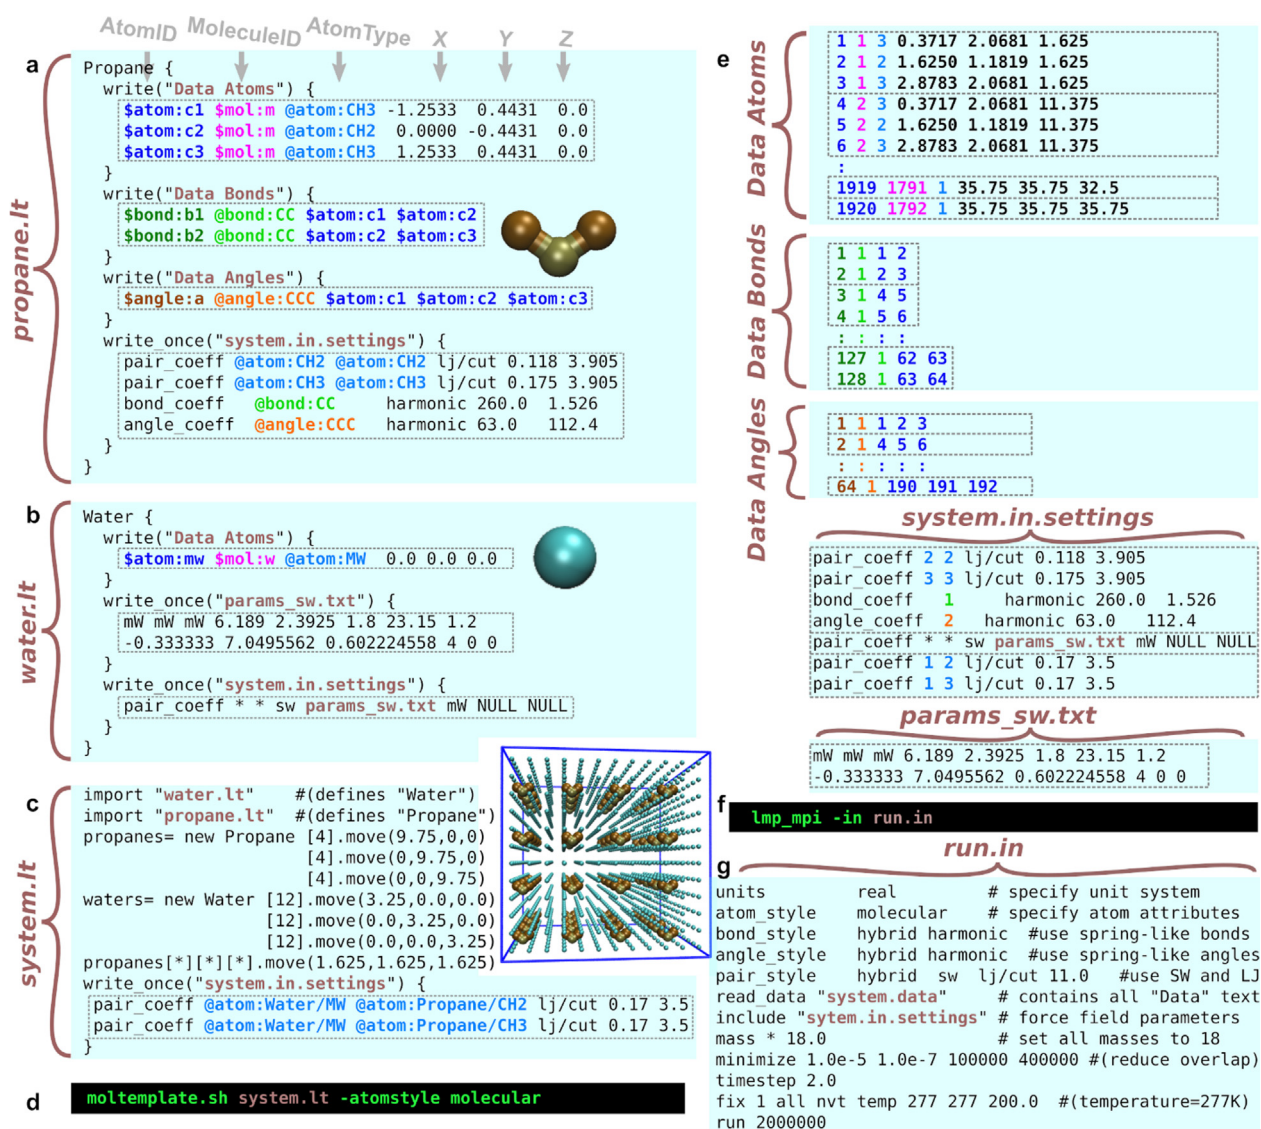 AtomID MoleculeID AtomType X Y Z
a
propane.lt
Propane {
write("Data Atoms") {
$atom:c1 $mol:m @atom:CH3 -1.2533 0.4431 0.0
$atom:c2 $mol:m @atom:CH2 0.0000 -0.4431 0.0
$atom:c3 $mol:m @atom:CH3 1.2533 0.4431 0.0
}
write("Data Bonds") {
$bond:b1 @bond:CC $atom:c1 $atom:c2
$bond:b2 @bond:CC $atom:c2 $atom:c3
}
write("Data Angles") {
$angle:a @angle:CCC $atom:c1 $atom:c2 $atom:c3
}
write_once("system.in.settings") {
pair_coeff @atom:CH2 @atom:CH2 lj/cut 0.118 3.905
pair_coeff @atom:CH3 @atom:CH3 lj/cut 0.175 3.905
bond_coeff @bond:CC harmonic 260.0 1.526
angle_coeff @angle:CCC harmonic 63.0 112.4
}
}
b
water.lt
Water {
write("Data Atoms") {
$atom:mw $mol:w @atom:MW 0.0 0.0 0.0
}
write_once("params_sw.txt") {
mW mW mW 6.189 2.3925 1.8 23.15 1.2
-0.333333 7.0495562 0.602224558 4 0 0
}
write_once("system.in.settings") {
pair_coeff * * sw params_sw.txt mW NULL NULL
}
}
c
system.lt
import "water.lt" #(defines "Water")
import "propane.lt" #(defines "Propane")
propanes= new Propane [4].move(9.75,0,0)
[4].move(0,9.75,0)
[4].move(0,0,9.75)
waters= new Water [12].move(3.25,0.0,0.0)
[12].move(0.0,3.25,0.0)
[12].move(0.0,0.0,3.25)
propanes[*][*][*].move(1.625,1.625,1.625)
write_once("system.in.settings") {
pair_coeff @atom:Water/MW @atom:Propane/CH2 lj/cut 0.17 3.5
pair_coeff @atom:Water/MW @atom:Propane/CH3 lj/cut 0.17 3.5
}
d
moltemplate.sh system.lt -atomstyle molecular
e
Data Atoms
1 1 3 0.3717 2.0681 1.625
2 1 2 1.6250 1.1819 1.625
3 1 3 2.8783 2.0681 1.625
4 2 3 0.3717 2.0681 11.375
5 2 2 1.6250 1.1819 11.375
6 2 3 2.8783 2.0681 11.375
:
1919 1791 1 35.75 35.75 32.5
1920 1792 1 35.75 35.75 35.75
Data Bonds
1 1 1 2
2 1 2 3
3 1 4 5
4 1 5 6
: : : :
127 1 62 63
128 1 63 64
Data Angles
1 1 1 2 3
2 1 4 5 6
: : : : :
64 1 190 191 192
system.in.settings
pair_coeff 2 2 lj/cut 0.118 3.905
pair_coeff 3 3 lj/cut 0.175 3.905
bond_coeff 1 harmonic 260.0 1.526
angle_coeff 2 harmonic 63.0 112.4
pair_coeff * * sw params_sw.txt mW NULL NULL
pair_coeff 1 2 lj/cut 0.17 3.5
pair_coeff 1 3 lj/cut 0.17 3.5
params_sw.txt
mW mW mW 6.189 2.3925 1.8 23.15 1.2
-0.333333 7.0495562 0.602224558 4 0 0
f
lmp_mpi -in run.in
g
run.in
units real # specify unit system
atom_style molecular # specify atom attributes
bond_style hybrid harmonic #use spring-like bonds
angle_style hybrid harmonic #use spring-like angles
pair_style hybrid sw lj/cut 11.0 #use SW and LJ
read_data "system.data" # contains all "Data" text
include "sytem.in.settings" # force field parameters
mass * 18.0 # set all masses to 18
minimize 1.0e-5 1.0e-7 100000 400000 #(reduce overlap)
timestep 2.0
fix 1 all nvt temp 277 277 200.0 #(temperature=277K)
run 2000000